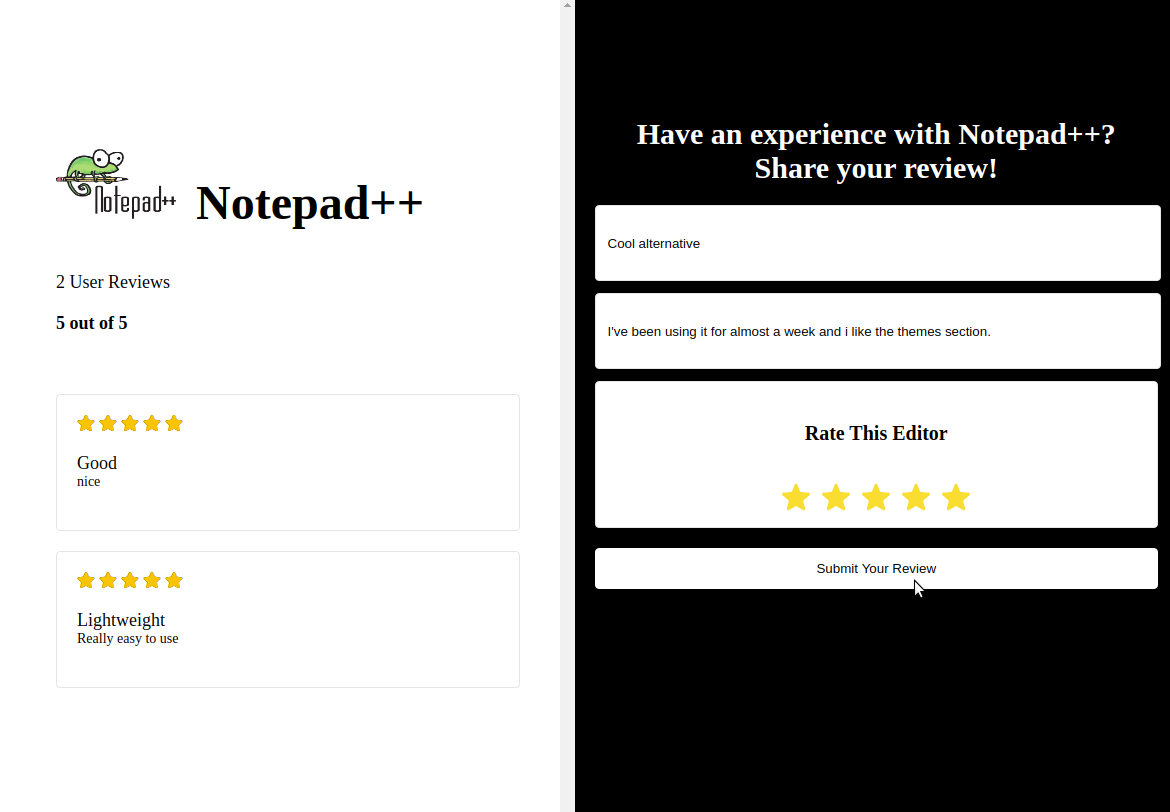 Notepad++
Notepad++
2 User Reviews
5 out of 5
Good
nice
Lightweight
Really easy to use
Have an experience with Notepad++?
Share your review!
Cool alternative
I've been using it for almost a week and i like the themes section.
Rate This Editor
Submit Your Review